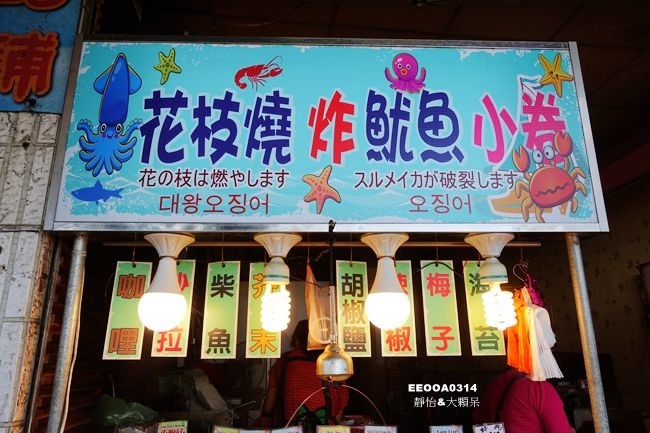 花枝燒 炸魷魚 小卷
花の枝は燃やします スルメイカが破裂します
대왕오징어 오징어
咖哩
柴魚
芥末
胡椒鹽
辣椒
梅子
海苔
EEOOA0314
靜怡&大顆呆